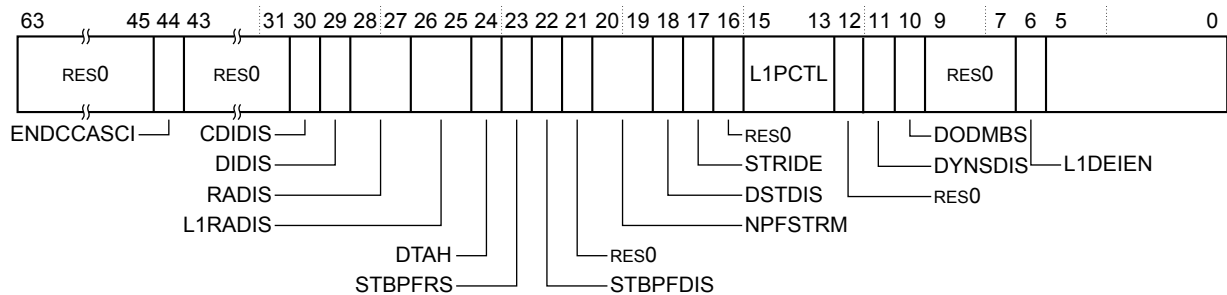 63 45 44 43 31 30 29 28 27 26 25 24 23 22 21 20 19 18 17 16 15 13 12 11 10 9 7 6 5 0
RES0 RES0 L1PCTL RES0
ENDCCASCI CDIDIS RES0 DODMBS
DIDIS STRIDE DYNSDIS L1DEIEN
RADIS DSTDIS RES0
L1RADIS NPFSTRM
DTAH RES0
STBPFRS STBPFDIS